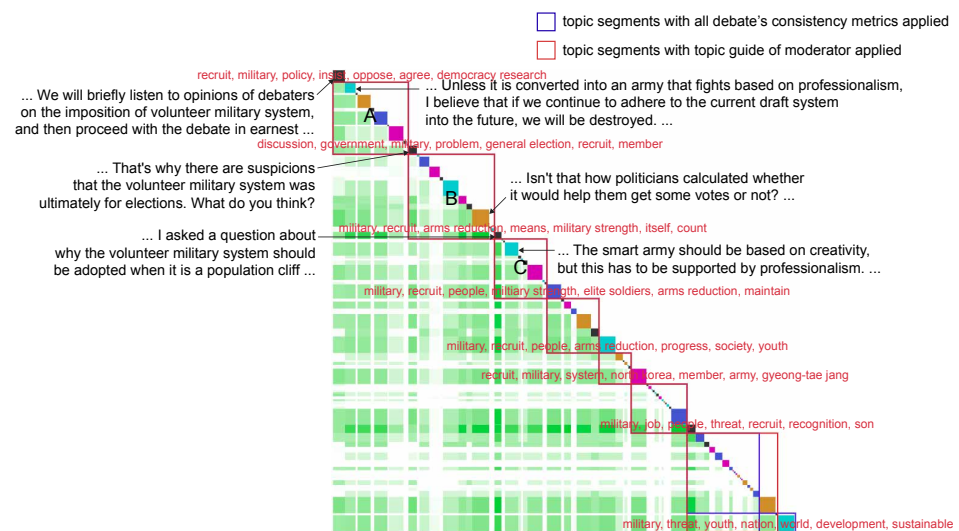 topic segments with all debate's consistency metrics applied
topic segments with topic guide of moderator applied
recruit, military, policy, insist, oppose, agree, democracy research
... We will briefly listen to opinions of debaters
on the imposition of volunteer military system,
and then proceed with the debate in earnest ...
... Unless it is converted into an army that fights based on professionalism,
I believe that if we continue to adhere to the current draft system
into the future, we will be destroyed. ...
A
discussion, government, military, problem, general election, recruit, member
... That's why there are suspicions
that the volunteer military system was
ultimately for elections. What do you think?
B
... Isn't that how politicians calculated whether
it would help them get some votes or not? ...
military, recruit, arms reduction, means, military strength, itself, count
... I asked a question about
why the volunteer military system should
be adopted when it is a population cliff ...
... The smart army should be based on creativity,
but this has to be supported by professionalism. ...
C
military, recruit, people, miltiary strength, elite soldiers, arms reduction, maintain
military, recruit, people, arms reduction, progress, society, youth
recruit, military, system, north korea, member, army, gyeong-tae jang
military, job, people, threat, recruit, recognition, son
military, threat, youth, nation, world, development, sustainable